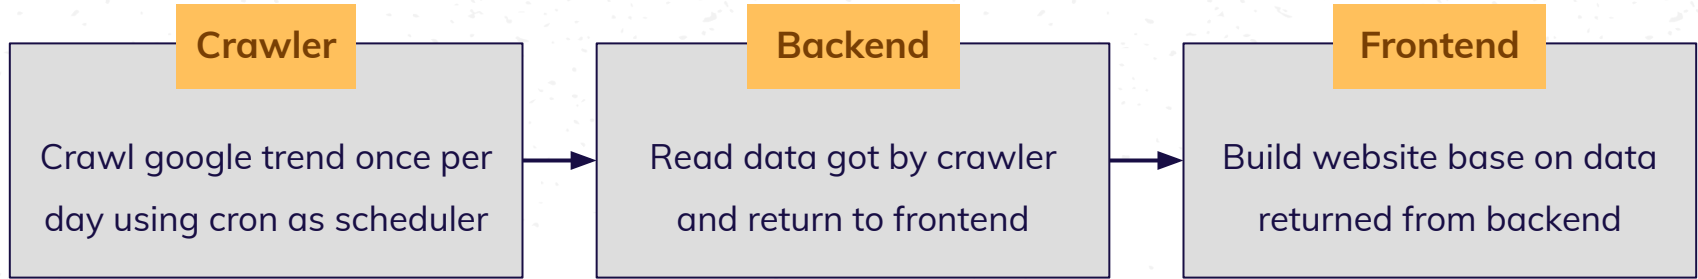 Crawler
Crawl google trend once per
day using cron as scheduler
Backend
Read data got by crawler
and return to frontend
Frontend
Build website base on data
returned from backend